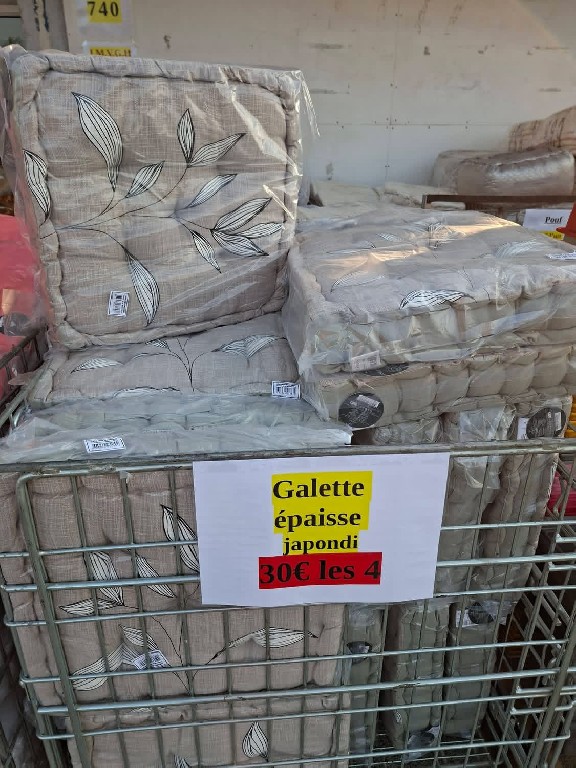 740
I.M.V.G.I
Pouf
Galette
épaisse
japondi
30€ les 4